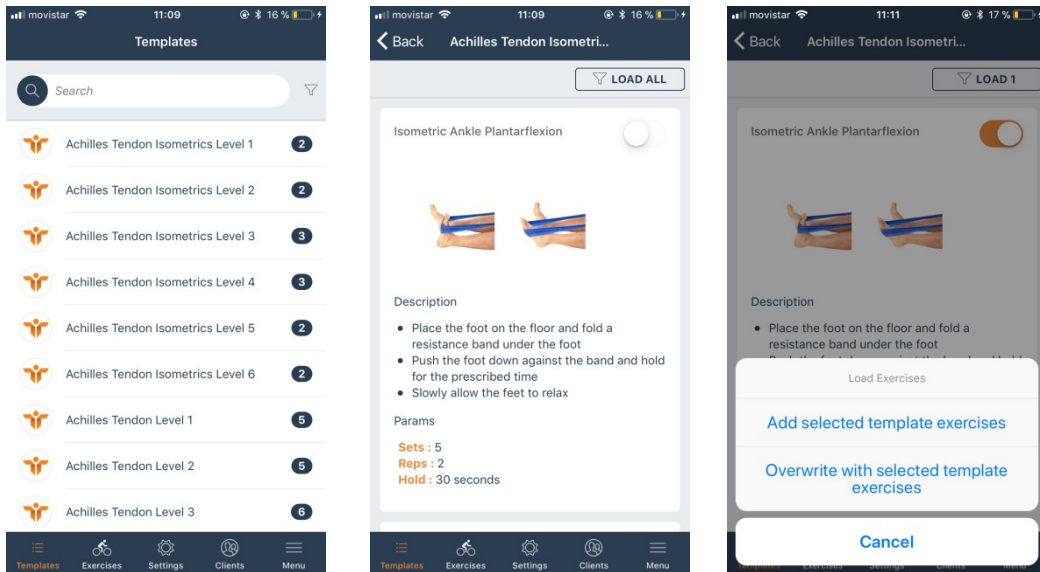 movistar 11:09 16 %
Templates
Search
Achilles Tendon Isometrics Level 1 2
Achilles Tendon Isometrics Level 2 2
Achilles Tendon Isometrics Level 3 3
Achilles Tendon Isometrics Level 4 3
Achilles Tendon Isometrics Level 5 2
Achilles Tendon Isometrics Level 6 2
Achilles Tendon Level 1 5
Achilles Tendon Level 2 5
Achilles Tendon Level 3 6
Templates Exercises Settings Clients Menu
movistar 11:09 16 %
Back Achilles Tendon Isometri...
LOAD ALL
Isometric Ankle Plantarflexion
Description
• Place the foot on the floor and fold a
resistance band under the foot
• Push the foot down against the band and hold
for the prescribed time
• Slowly allow the feet to relax
Params
Sets : 5
Reps : 2
Hold : 30 seconds
Templates Exercises Settings Clients Menu
movistar 11:11 17 %
Back Achilles Tendon Isometri...
LOAD 1
Isometric Ankle Plantarflexion
Description
• Place the foot on the floor and fold a
resistance band under the foot
Load Exercises
Add selected template exercises
Overwrite with selected template
exercises
Cancel
Templates Exercises Settings Clients Menu